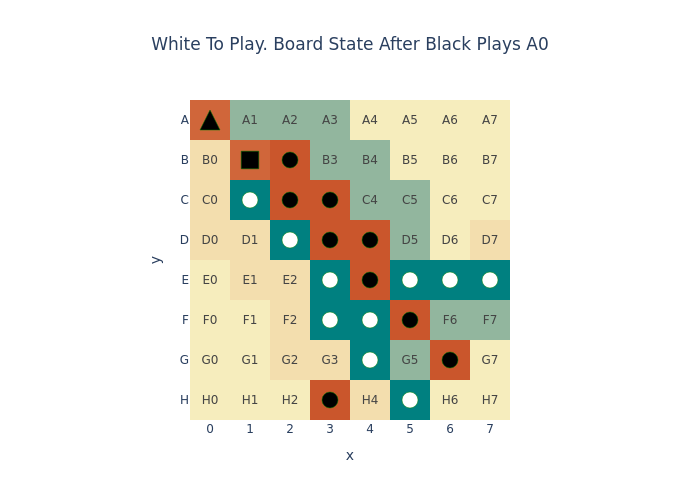 White To Play. Board State After Black Plays A0
A A1 A2 A3 A4 A5 A6 A7
B B0 B3 B4 B5 B6 B7
C C0 C4 C5 C6 C7
D D0 D1 D5 D6 D7
y
E E0 E1 E2
F F0 F1 F2 F6 F7
G G0 G1 G2 G3 G5 G7
H H0 H1 H2 H4 H6 H7
0 1 2 3 4 5 6 7
x